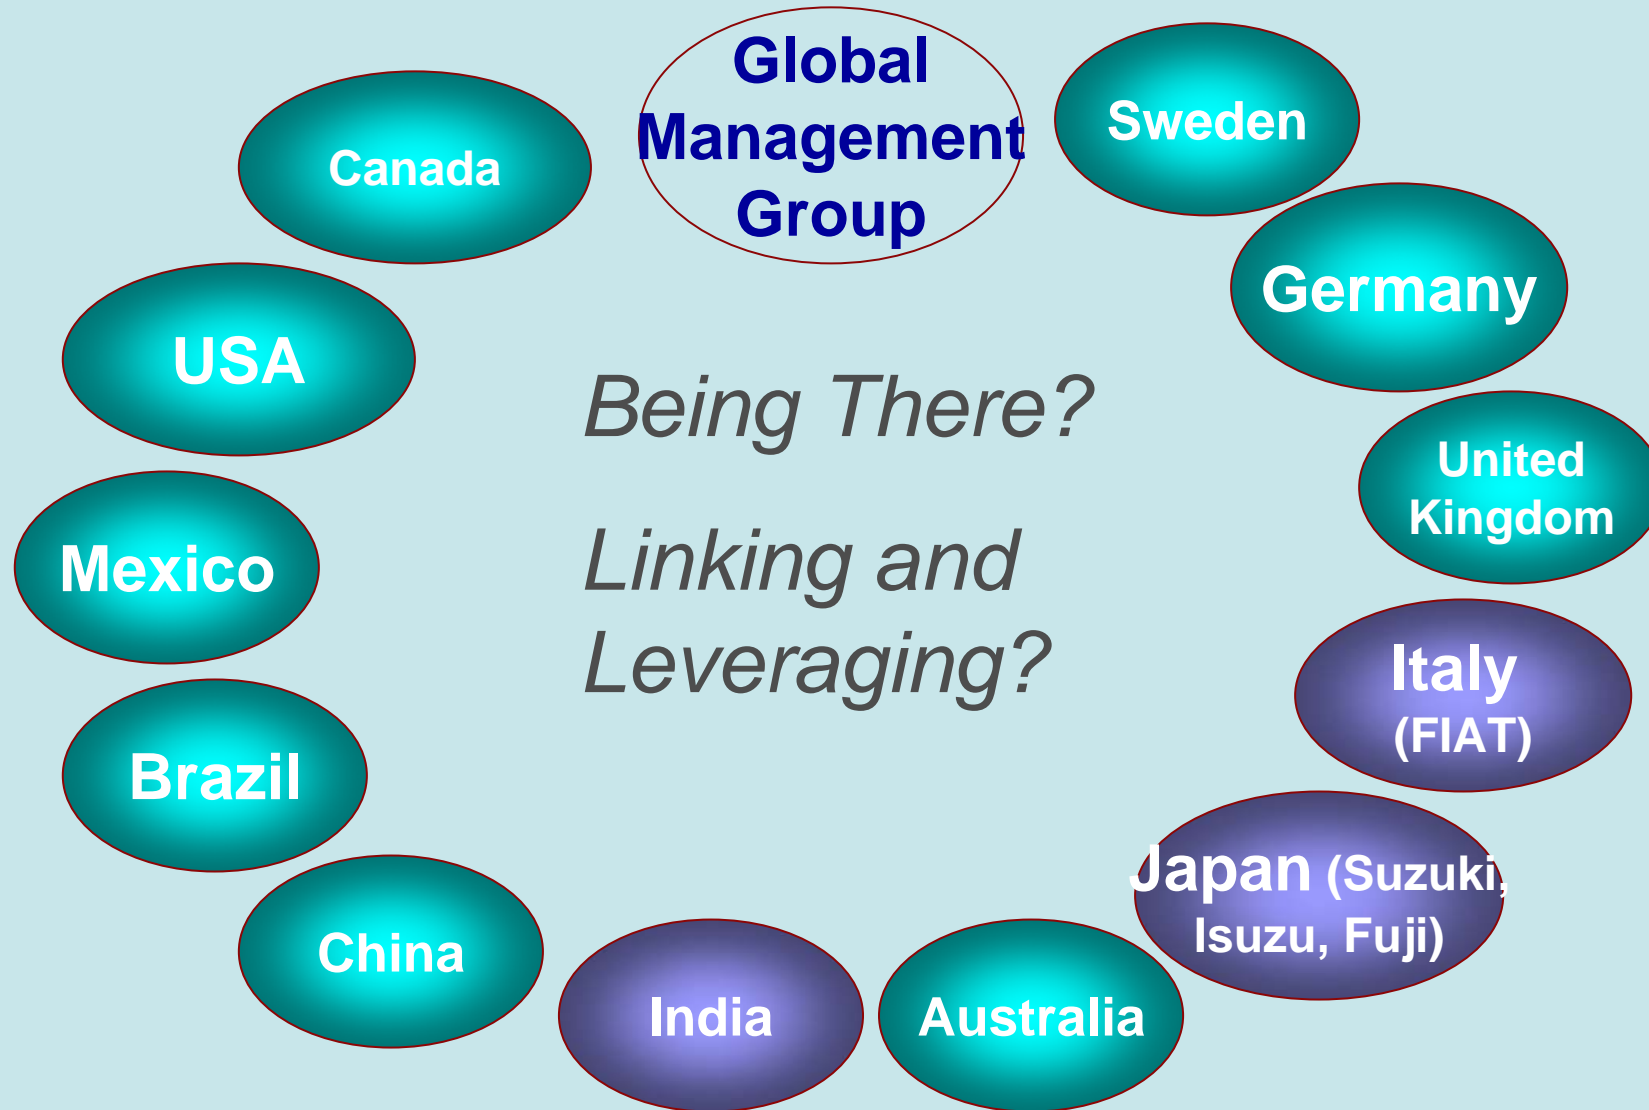 Global
Management
Group
Sweden
Canada
Germany
USA
Being There?
United
Kingdom
Linking and
Leveraging?
Mexico
Italy
(FIAT)
Brazil
Japan (Suzuki,
Isuzu, Fuji)
China
India
Australia